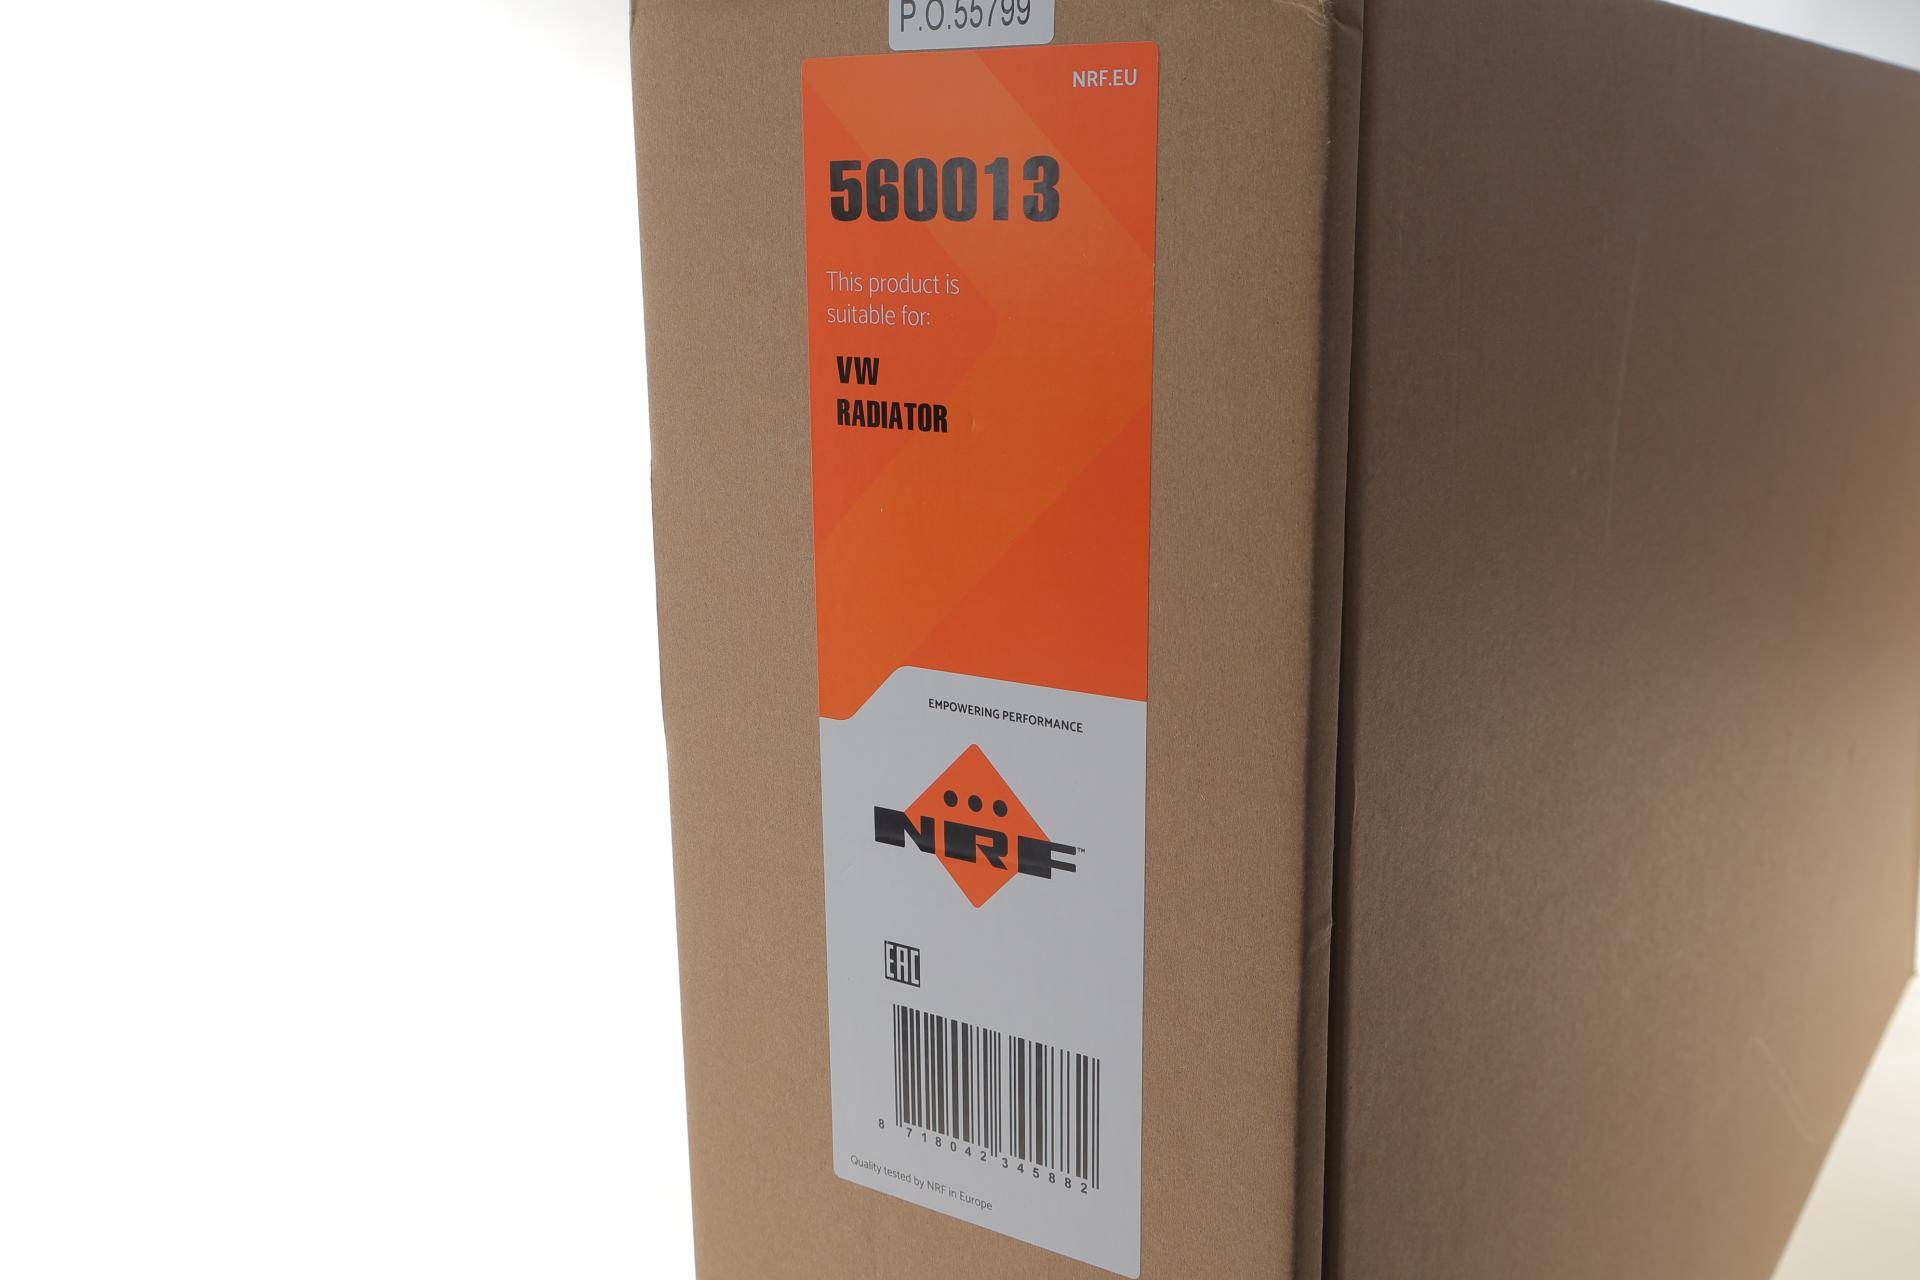 P.O.55799
NRF.EU
560013
This product is
suitable for:
VW
RADIATOR
EMPOWERING PERFORMANCE
NRF™
EAC
8 718042 345882
Quality tested by NRF in Europe